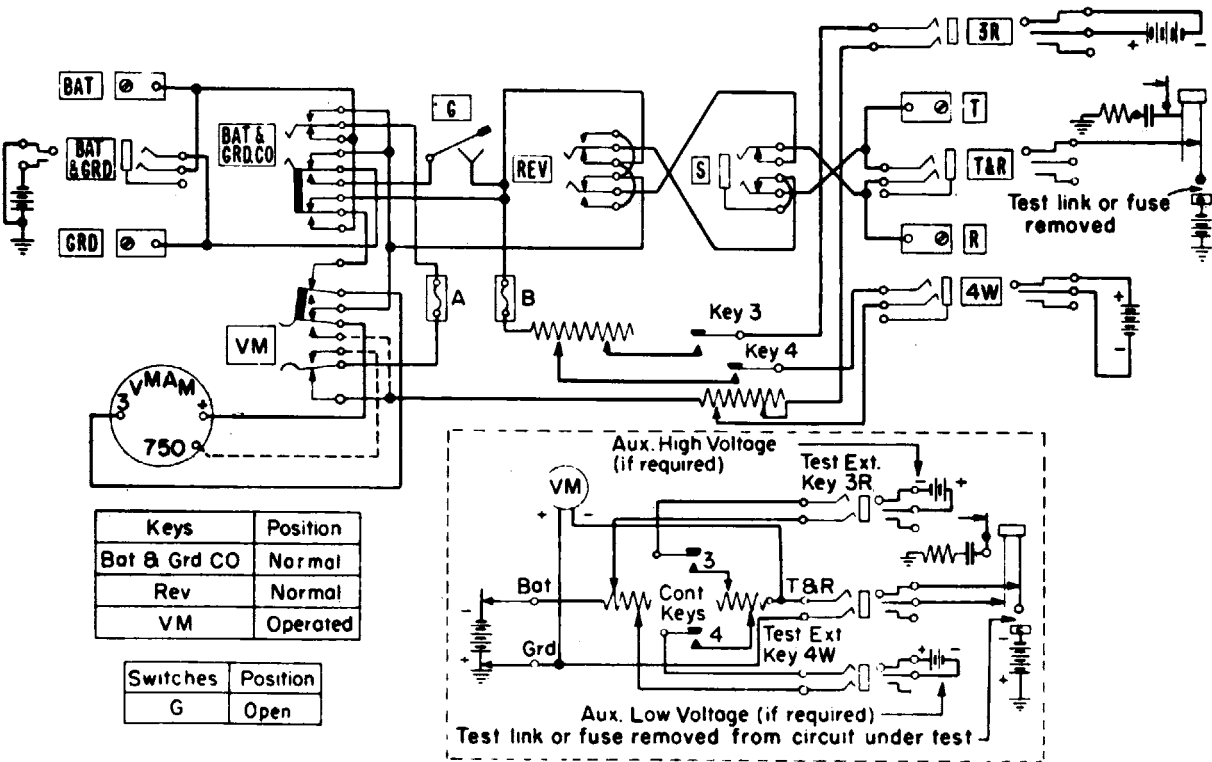 BAT
BAT
& GRD
GRD
BAT &
GRD.CO
VM
G
REV
S
A
B
3R
T
T&R
R
4W
Key 3
Key 4
+ -
Test link or fuse
removed
+
-
VMAM
3
+
750
Keys Position
Bat & Grd CO Normal
Rev Normal
VM Operated
Switches Position
G Open
Aux. High Voltage
(if required)
Test Ext.
Key 3R
VM
+ -
- +
3
Bat
Cont
Keys
T&R
-
+
4
Test Ext
Key 4W
Grd
+ -
-
+
Aux. Low Voltage (if required)
Test link or fuse removed from circuit under test